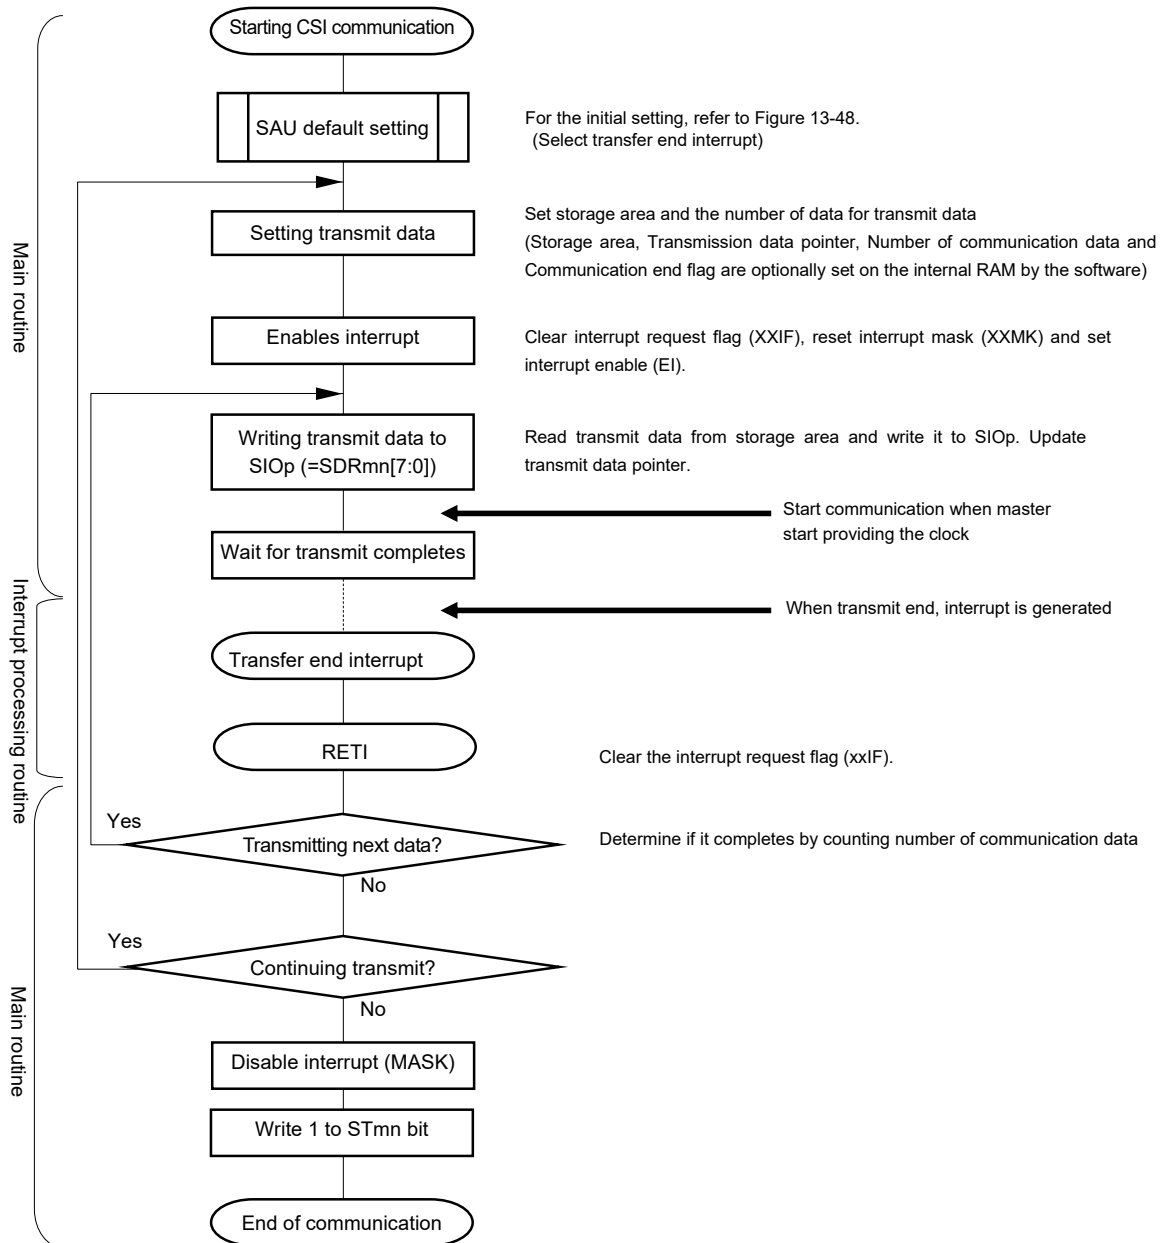 Starting CSI communication
SAU default setting
For the initial setting, refer to Figure 13-48.
(Select transfer end interrupt)
Main routine
Setting transmit data
Set storage area and the number of data for transmit data
(Storage area, Transmission data pointer, Number of communication data and
Communication end flag are optionally set on the internal RAM by the software)
Enables interrupt
Clear interrupt request flag (XXIF), reset interrupt mask (XXMK) and set
interrupt enable (EI).
Writing transmit data to
SIOp (=SDRmn[7:0])
Read transmit data from storage area and write it to SIOp. Update
transmit data pointer.
Start communication when master
start providing the clock
Wait for transmit completes
Interrupt processing routine
When transmit end, interrupt is generated
Transfer end interrupt
RETI
Clear the interrupt request flag (xxIF).
Yes
Transmitting next data?
Determine if it completes by counting number of communication data
No
Yes
Continuing transmit?
No
Main routine
Disable interrupt (MASK)
Write 1 to STmn bit
End of communication